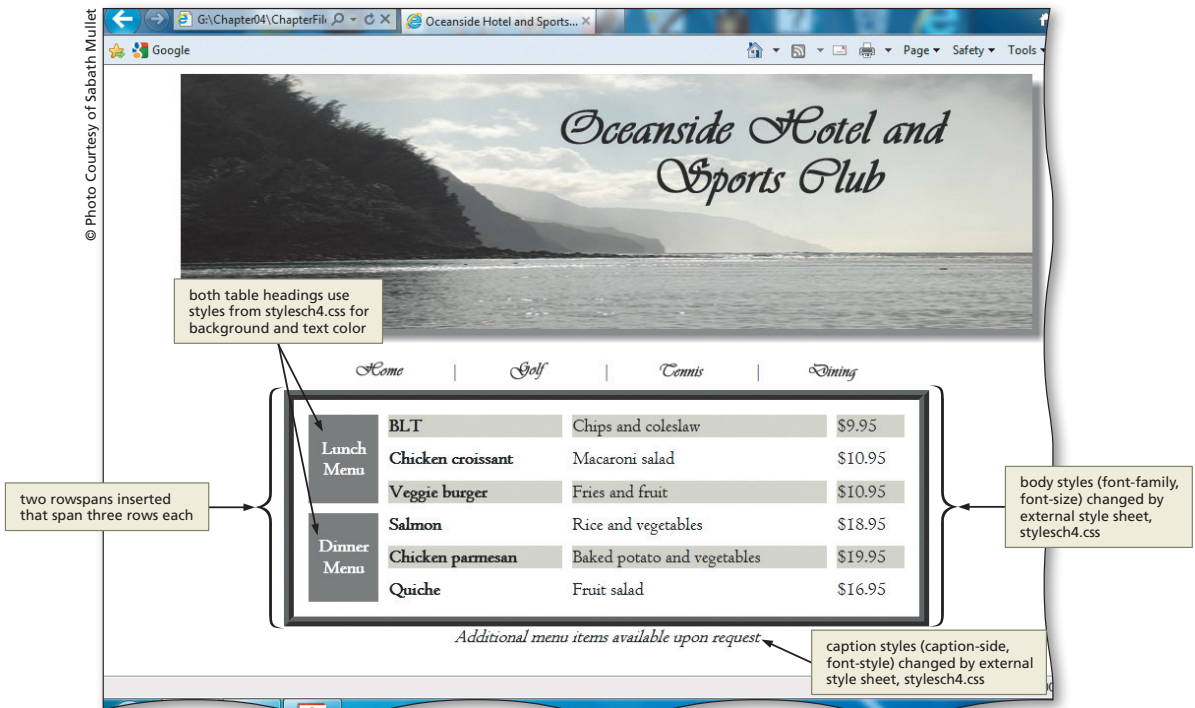 © Photo Courtesy of Sabath Mullet
G:\Chapter04\ChapterFil
Oceanside Hotel and Sports...
Google
Page
Safety
Tools
Oceanside Hotel and
Sports Club
both table headings use
styles from stylesch4.css for
background and text color
Home | Golf | Tennis | Dining
Lunch
Menu
BLT Chips and coleslaw $9.95
Chicken croissant Macaroni salad $10.95
Veggie burger Fries and fruit $10.95
Dinner
Menu
Salmon Rice and vegetables $18.95
Chicken parmesan Baked potato and vegetables $19.95
Quiche Fruit salad $16.95
Additional menu items available upon request
two rowspans inserted
that span three rows each
body styles (font-family,
font-size) changed by
external style sheet,
stylesch4.css
caption styles (caption-side,
font-style) changed by external
style sheet, stylesch4.css